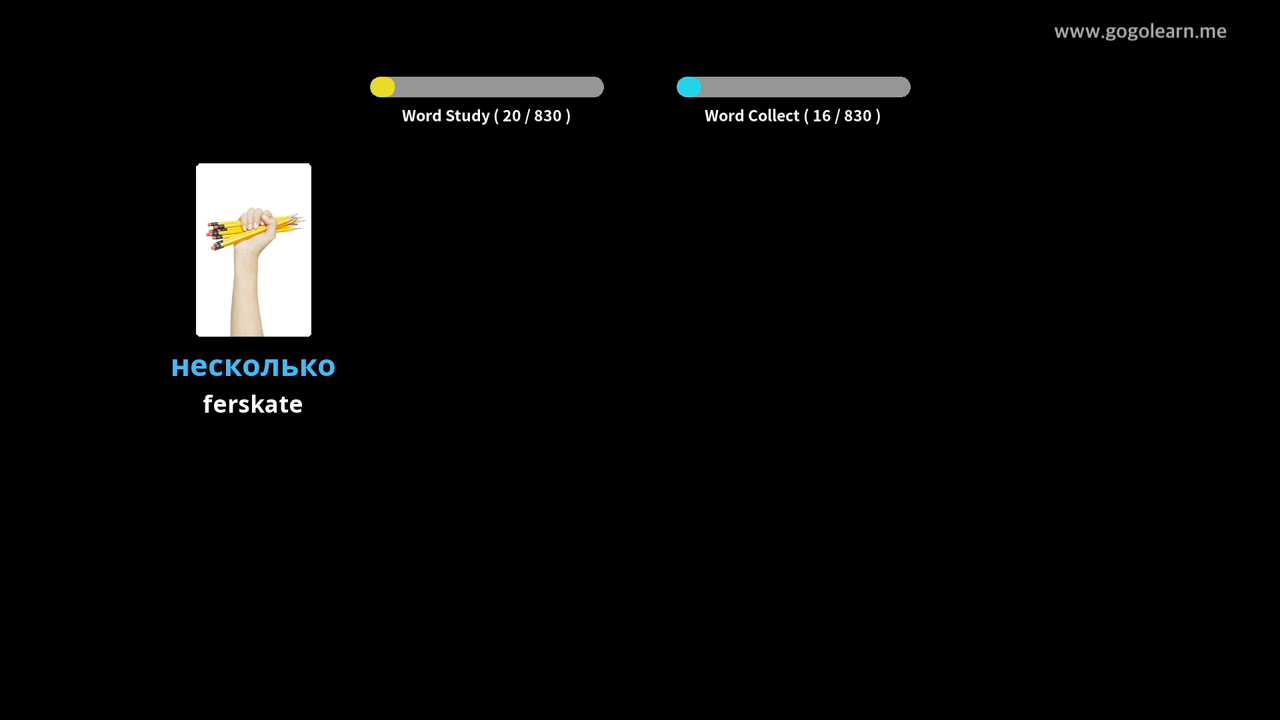 www.gogolearn.me
Word Study ( 20 / 830 )
Word Collect ( 16 / 830 )
несколько
ferskate